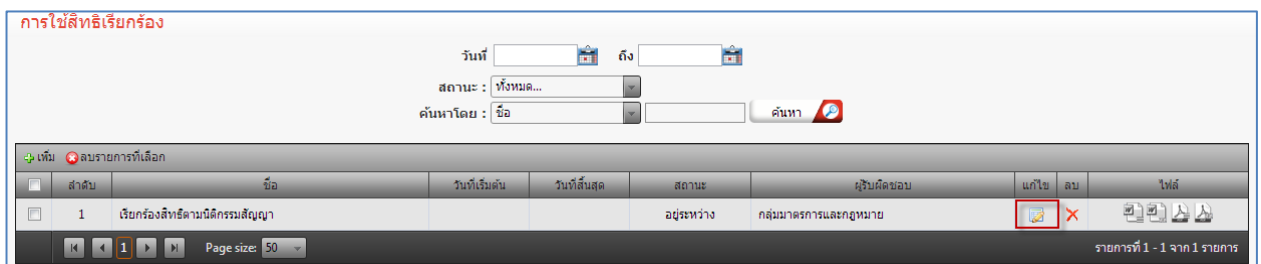 การใช้สิทธิเรียกร้อง
วันที่ ถึง
สถานะ : ทั้งหมด...
ค้นหาโดย : ชื่อ ค้นหา
เพิ่ม ลบรายการที่เลือก
ลำดับ ชื่อ วันที่เริ่มต้น วันที่สิ้นสุด สถานะ ผู้รับผิดชอบ แก้ไข ลบ ไฟล์
1 เรียกร้องสิทธิ์ตามนิติกรรมสัญญา อยู่ระหว่าง กลุ่มมาตรการและกฎหมาย
1 Page size: 50 รายการที่ 1 - 1 จาก 1 รายการ